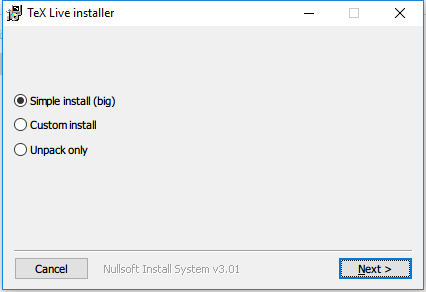 TeX Live installer
Simple install (big)
Custom install
Unpack only
Cancel
Nullsoft Install System v3.01
Next >